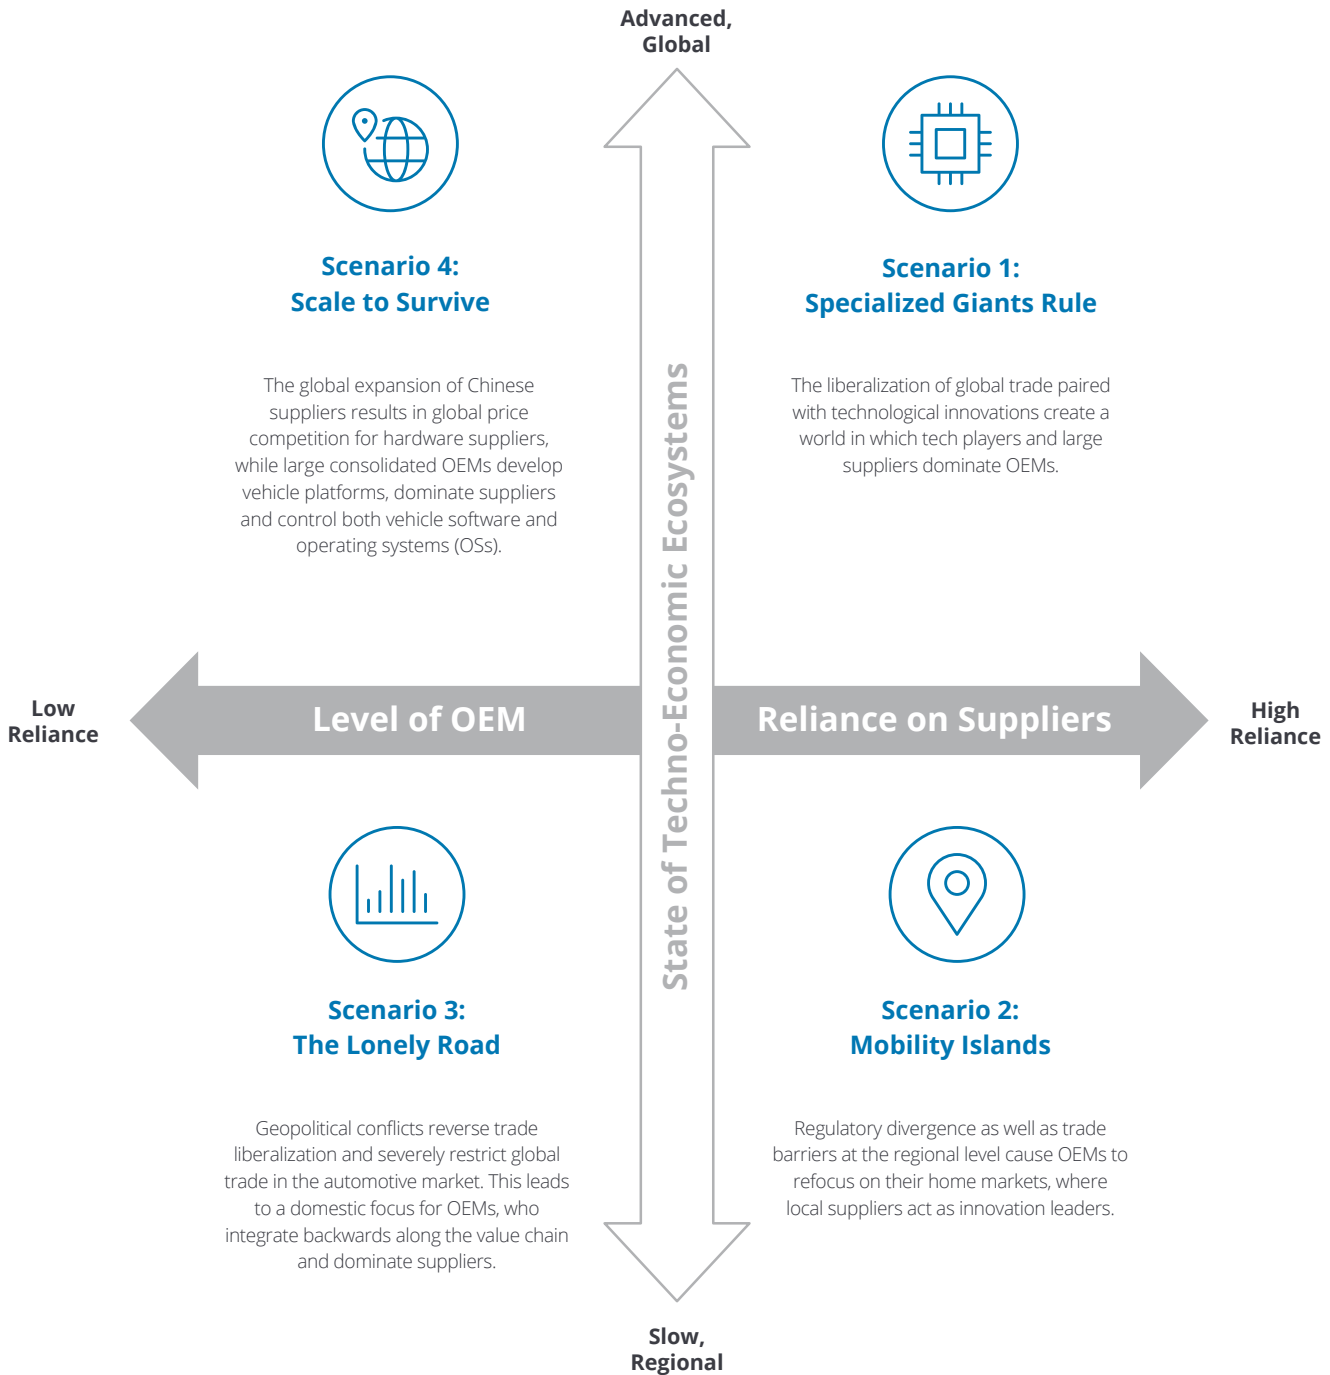 Advanced,
Global
Scenario 4:
Scale to Survive
The global expansion of Chinese
suppliers results in global price
competition for hardware suppliers,
while large consolidated OEMs develop
vehicle platforms, dominate suppliers
and control both vehicle software and
operating systems (OSs).
Scenario 1:
Specialized Giants Rule
The liberalization of global trade paired
with technological innovations create a
world in which tech players and large
suppliers dominate OEMs.
State of Techno-Economic Ecosystems
Low
Reliance
Level of OEM
Reliance on Suppliers
High
Reliance
Scenario 3:
The Lonely Road
Geopolitical conflicts reverse trade
liberalization and severely restrict global
trade in the automotive market. This leads
to a domestic focus for OEMs, who
integrate backwards along the value chain
and dominate suppliers.
Scenario 2:
Mobility Islands
Regulatory divergence as well as trade
barriers at the regional level cause OEMs to
refocus on their home markets, where
local suppliers act as innovation leaders.
Slow,
Regional